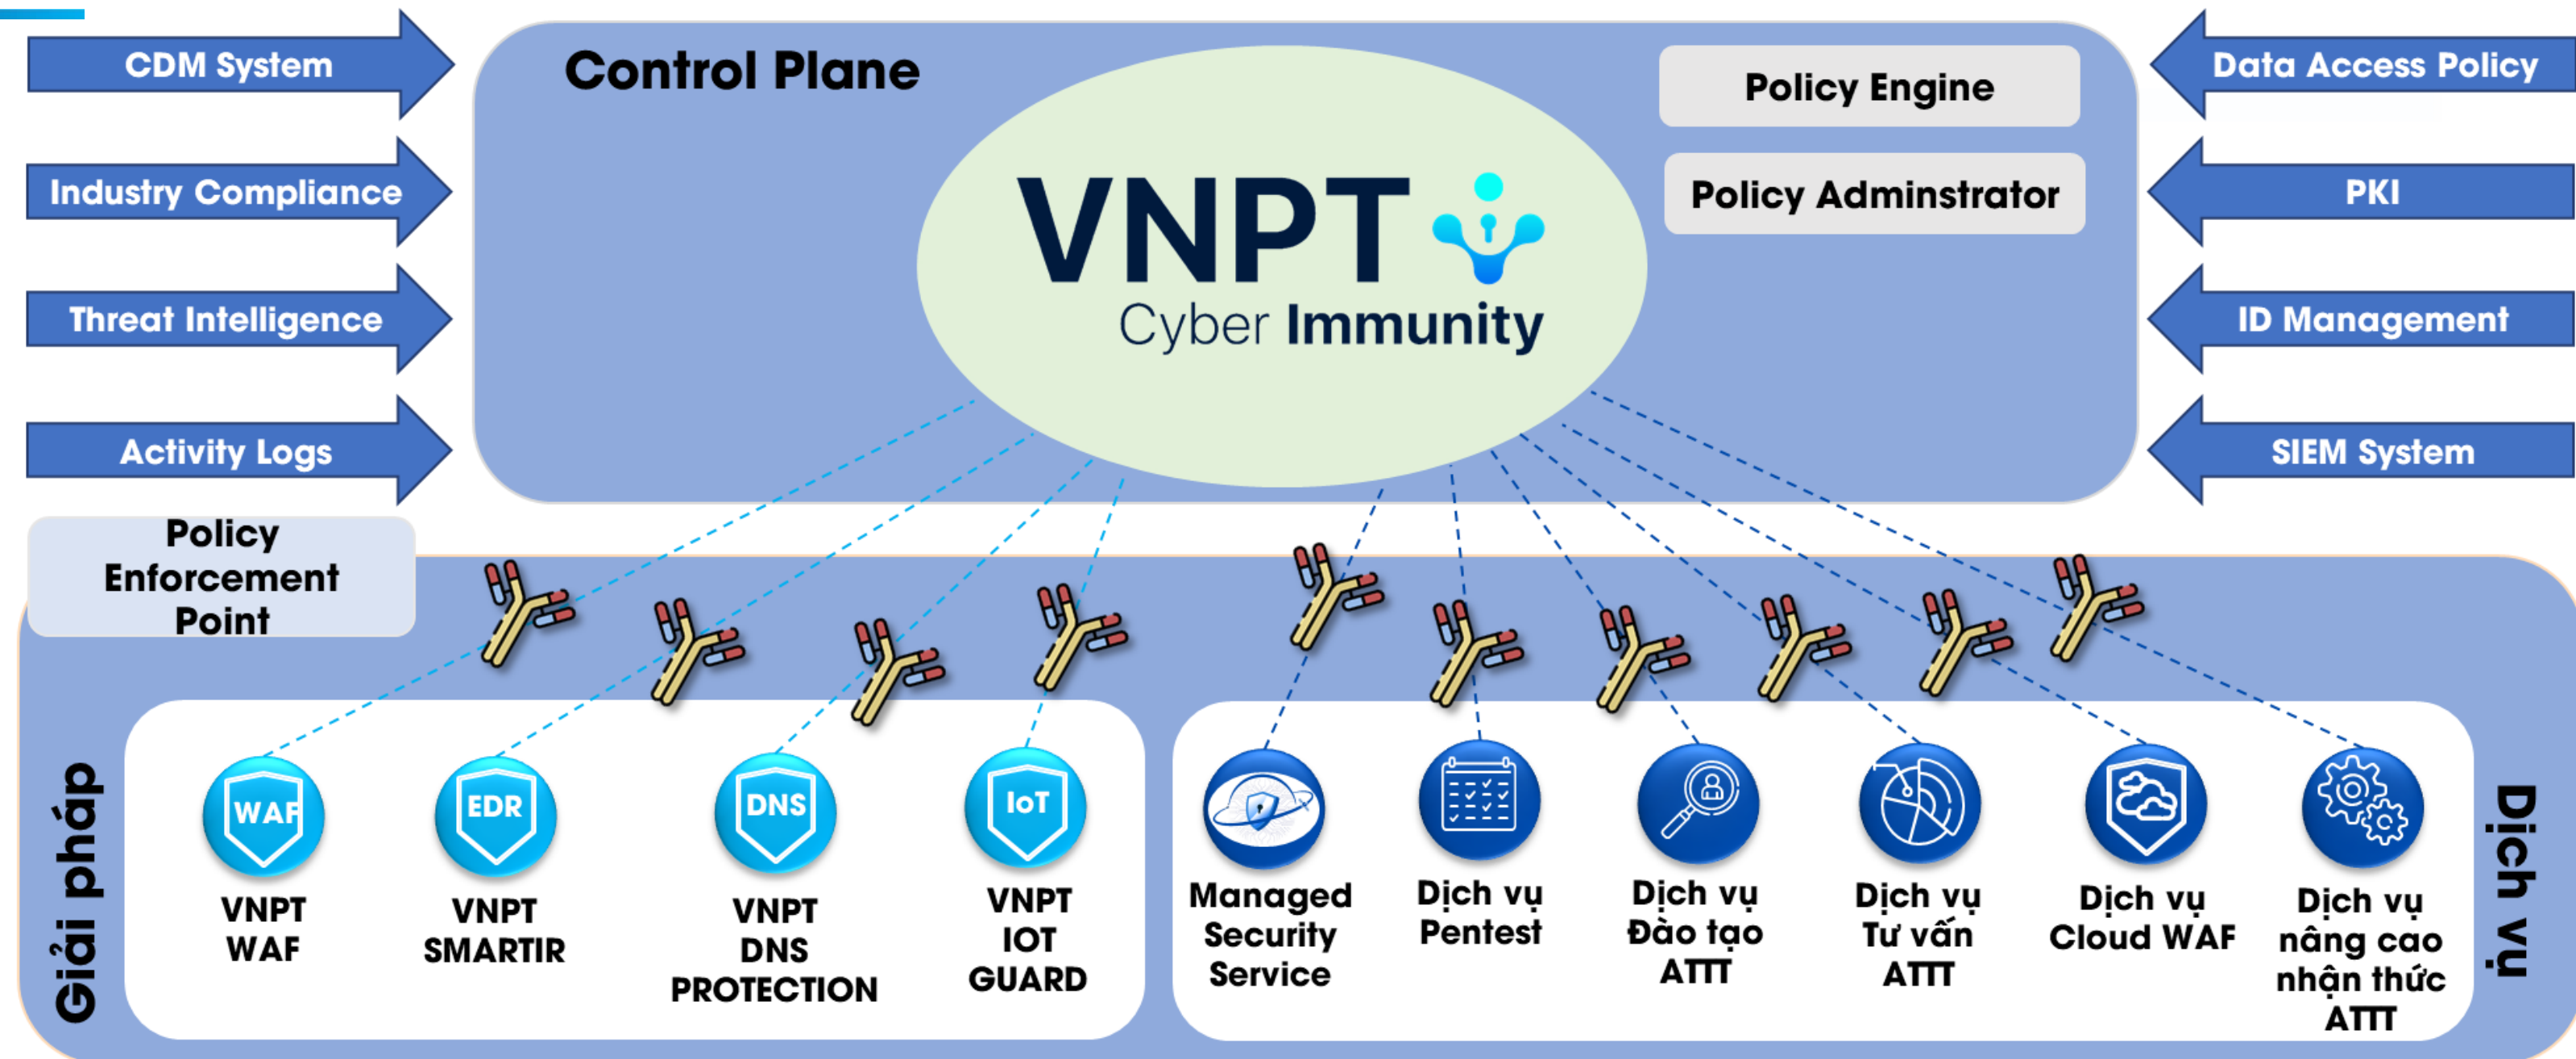 CDM System
Industry Compliance
Threat Intelligence
Activity Logs
Control Plane
VNPT
Cyber Immunity
Policy Engine
Policy Adminstrator
Data Access Policy
PKI
ID Management
SIEM System
Policy
Enforcement
Point
Giải pháp
WAF
VNPT
WAF
EDR
VNPT
SMARTIR
DNS
VNPT
DNS
PROTECTION
IoT
VNPT
IOT
GUARD
Managed
Security
Service
Dịch vụ
Pentest
Dịch vụ
Đào tạo
ATTT
Dịch vụ
Tư vấn
ATTT
Dịch vụ
Cloud WAF
Dịch vụ
nâng cao
nhận thức
ATTT
Dịch vụ